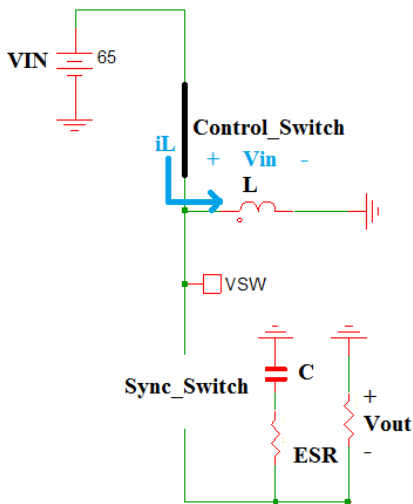 VIN
65
Control_Switch
iL
+ Vin -
L
VSW
Sync_Switch
C
ESR
+
Vout
-